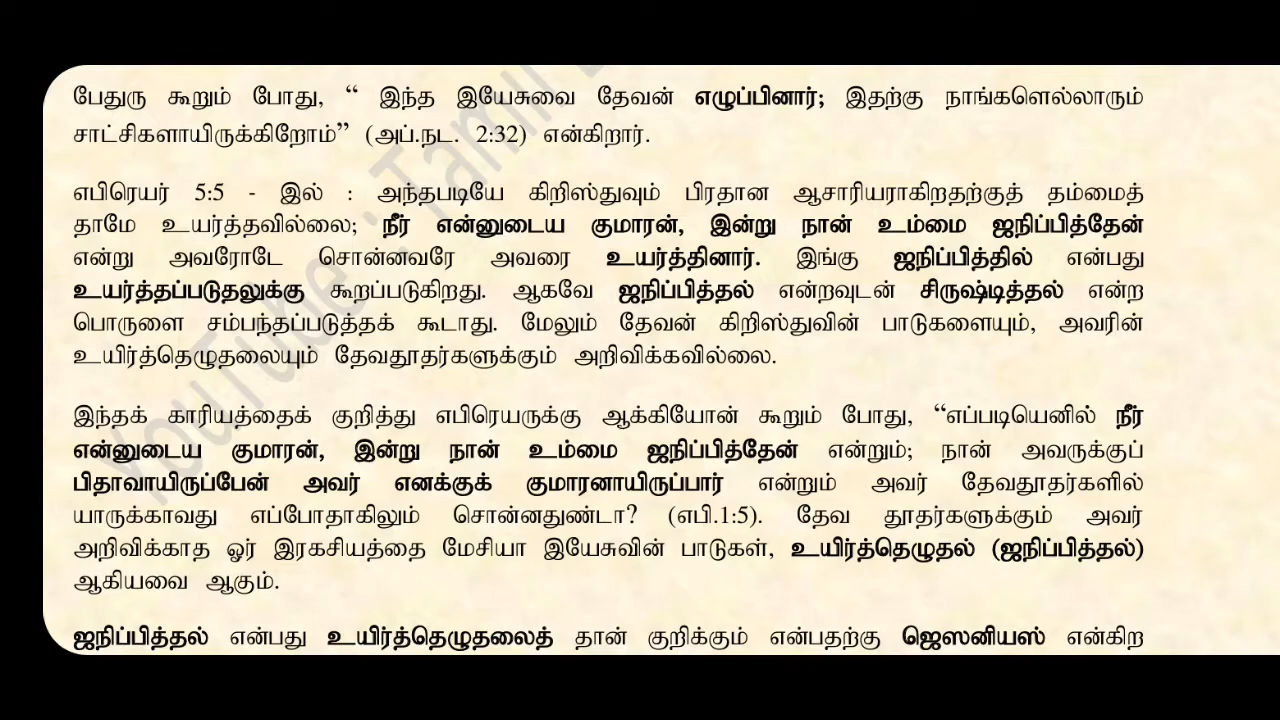 பேதுரு கூறும் போது, “ இந்த இயேசுவை தேவன் எழுப்பினார்; இதற்கு நாங்களெல்லாரும்
சாட்சிகளாயிருக்கிறோம்” (அப்.நட. 2:32) என்கிறார்.
எபிரெயர் 5:5 - இல் : அந்தபடியே கிறிஸ்துவும் பிரதான ஆசாரியராகிறதற்குத் தம்மைத்
தாமே உயர்த்தவில்லை; நீர் என்னுடைய குமாரன், இன்று நான் உம்மை ஜநிப்பித்தேன்
என்று அவரோடே சொன்னவரே அவரை உயர்த்தினார். இங்கு ஜநிப்பித்தில் என்பது
உயர்த்தப்படுதலுக்கு கூறப்படுகிறது. ஆகவே ஜநிப்பித்தல் என்றவுடன் சிருஷ்டித்தல் என்ற
பொருளை சம்பந்தப்படுத்தக் கூடாது. மேலும் தேவன் கிறிஸ்துவின் பாடுகளையும், அவரின்
உயிர்த்தெழுதலையும் தேவதூதர்களுக்கும் அறிவிக்கவில்லை.
இந்தக் காரியத்தைக் குறித்து எபிரெயருக்கு ஆக்கியோன் கூறும் போது, “எப்படியெனில் நீர்
என்னுடைய குமாரன், இன்று நான் உம்மை ஜநிப்பித்தேன் என்றும்; நான் அவருக்குப்
பிதாவாயிருப்பேன் அவர் எனக்குக் குமாரனாயிருப்பார் என்றும் அவர் தேவதூதர்களில்
யாருக்காவது எப்போதாகிலும் சொன்னதுண்டா? (எபி.1:5). தேவ தூதர்களுக்கும் அவர்
அறிவிக்காத ஓர் இரகசியத்தை மேசியா இயேசுவின் பாடுகள், உயிர்த்தெழுதல் (ஜநிப்பித்தல்)
ஆகியவை ஆகும்.
ஜநிப்பித்தல் என்பது உயிர்த்தெழுதலைத் தான் குறிக்கும் என்பதற்கு ஜெஸனியஸ் என்கிற
YouTube : Tamil